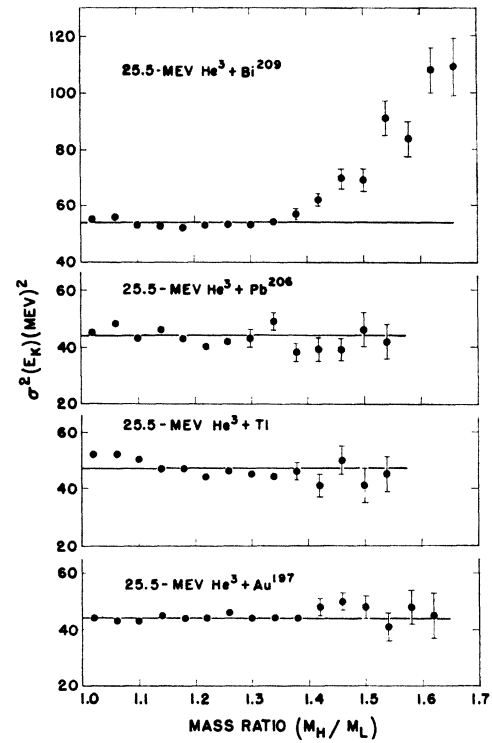 25.5-MEV He³ + Bi²⁰⁹
120
100
80
60
40
25.5-MEV He³ + Pb²⁰⁶
60
40
20
25.5-MEV He³ + Tl
60
40
20
25.5-MEV He³ + Au¹⁹⁷
60
40
20
σ²(E_K)(MEV)²
1.0 1.1 1.2 1.3 1.4 1.5 1.6 1.7
MASS RATIO (M_H / M_L)